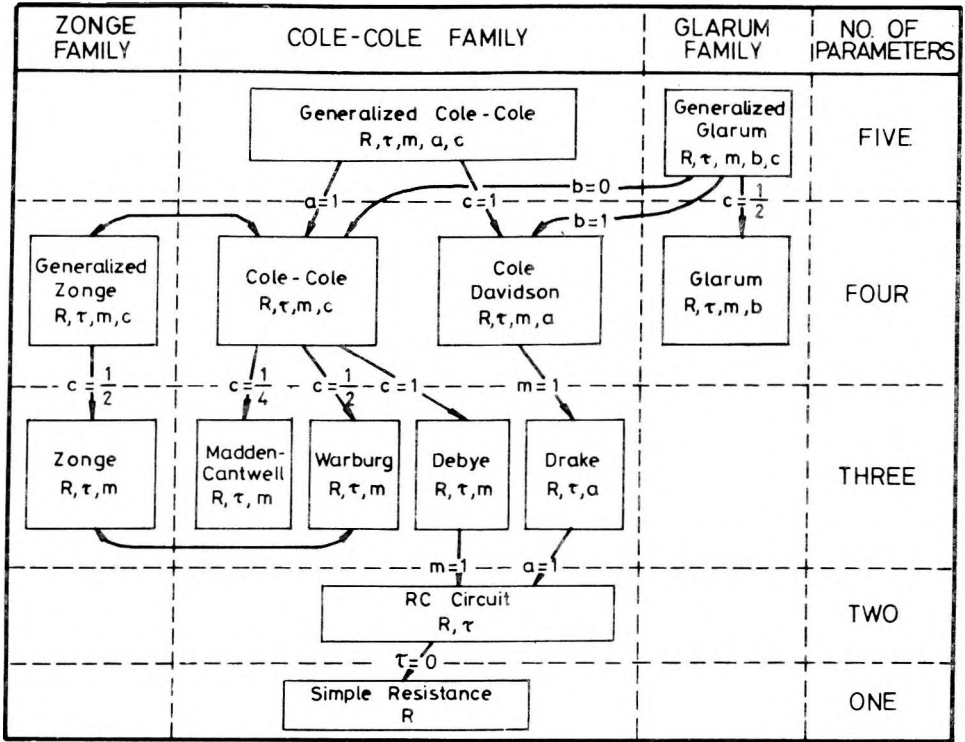 ZONGE
FAMILY
COLE-COLE FAMILY
GLARUM
FAMILY
NO. OF
PARAMETERS
Generalized Cole-Cole
R,τ,m, a, c
Generalized
Glarum
R, τ, m, b,c
FIVE
a=1
c=1
b=0
b=1
c=1/2
Generalized
Zonge
R, τ,m,c
Cole-Cole
R,τ,m,c
Cole
Davidson
R,τ,m,a
Glarum
R, τ,m,b
FOUR
c=1/2
c=1/4
c=1/2
c=1
m=1
Zonge
R, τ,m
Madden-
Cantwell
R, τ, m
Warburg
R, τ, m
Debye
R, τ,m
Drake
R, τ,a
THREE
m=1
a=1
RC Circuit
R, τ
TWO
τ=0
Simple Resistance
R
ONE